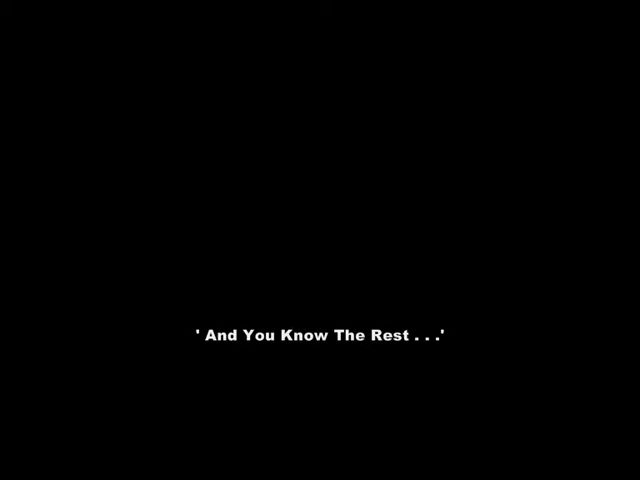 ' And You Know The Rest . . .'